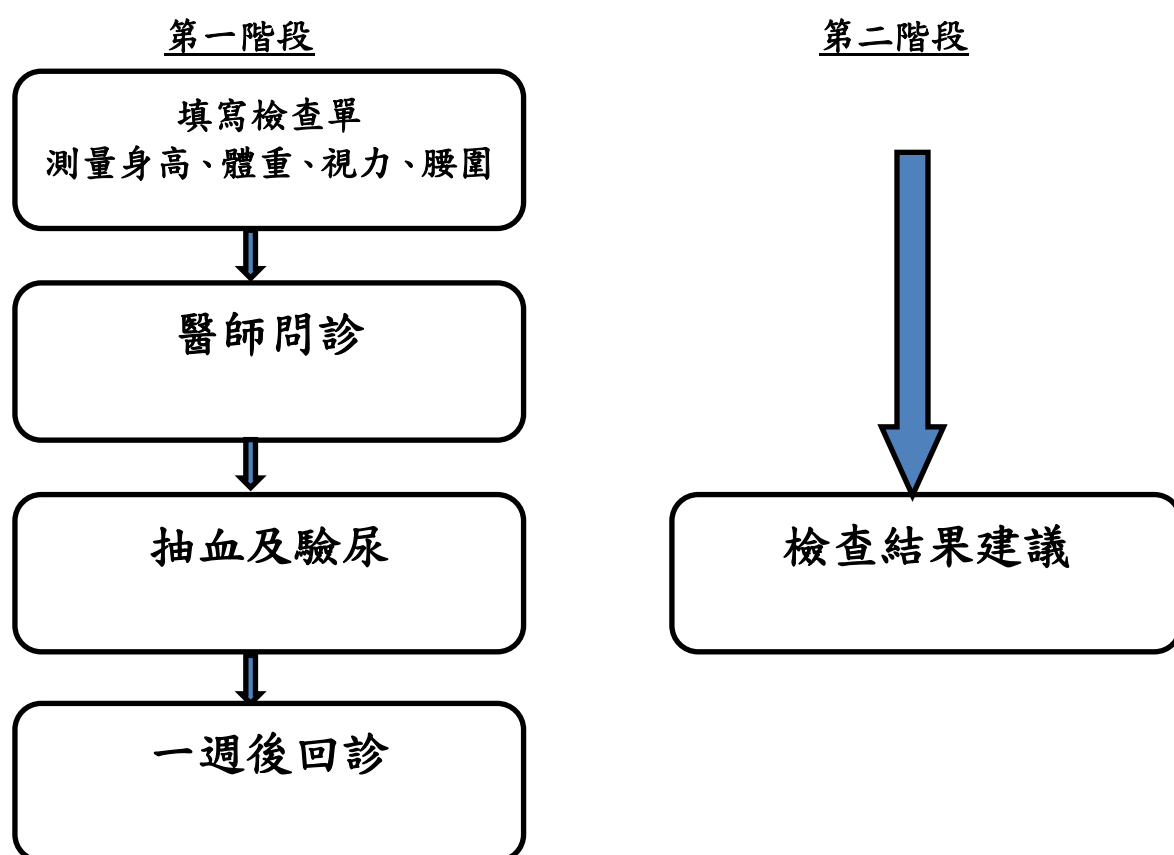 第一階段
填寫檢查單
測量身高、體重、視力、腰圍
醫師問診
抽血及驗尿
一週後回診
第二階段
檢查結果建議